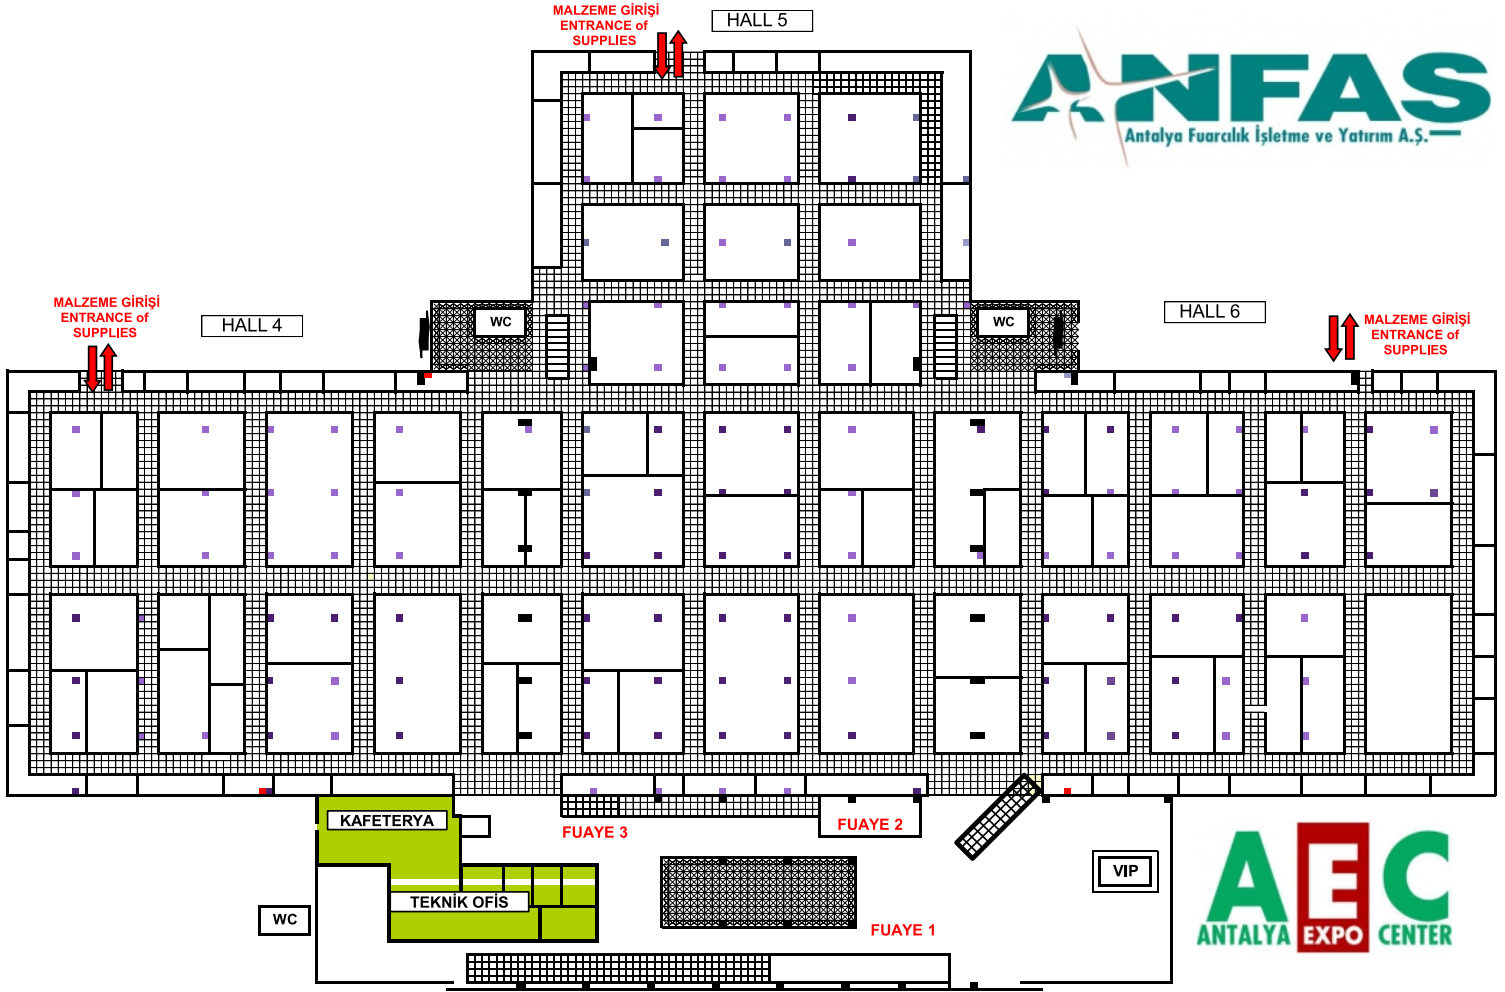 MALZEME GİRİŞİ
ENTRANCE of
SUPPLIES
HALL 5
ANFAS
Antalya Fuarcılık İşletme ve Yatırım A.Ş.
MALZEME GİRİŞİ
ENTRANCE of
SUPPLIES
HALL 4
WC
WC
HALL 6
MALZEME GİRİŞİ
ENTRANCE of
SUPPLIES
KAFETERYA
FUAYE 3
FUAYE 2
VIP
TEKNİK OFİS
WC
FUAYE 1
AEC
ANTALYA EXPO CENTER